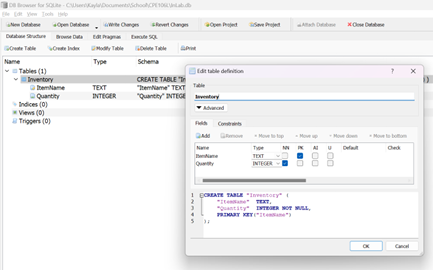 DB Browser for SQLite - C:\Users\Kayla\Documents\School\CPE106L\InLab.db
File Edit View Tools Help
New Database Open Database Write Changes Revert Changes Open Project Save Project Attach Database Close Database
Database Structure Browse Data Edit Pragmas Execute SQL
Create Table Create Index Modify Table Delete Table Print
Name Type Schema
Tables (1)
Inventory CREATE TABLE "Inv
ItemName TEXT "ItemName" TEXT
Quantity INTEGER "Quantity" INTEGER
Indices (0)
Views (0)
Triggers (0)
Edit table definition
Table
Inventory
Advanced
Fields Constraints
Add Remove Move to top Move up Move down Move to bottom
Name Type NN PK AI U Default Check
ItemName TEXT
Quantity INTEGER
1 CREATE TABLE "Inventory" (
2 "ItemName" TEXT,
3 "Quantity" INTEGER NOT NULL,
4 PRIMARY KEY("ItemName")
5 );
OK Cancel